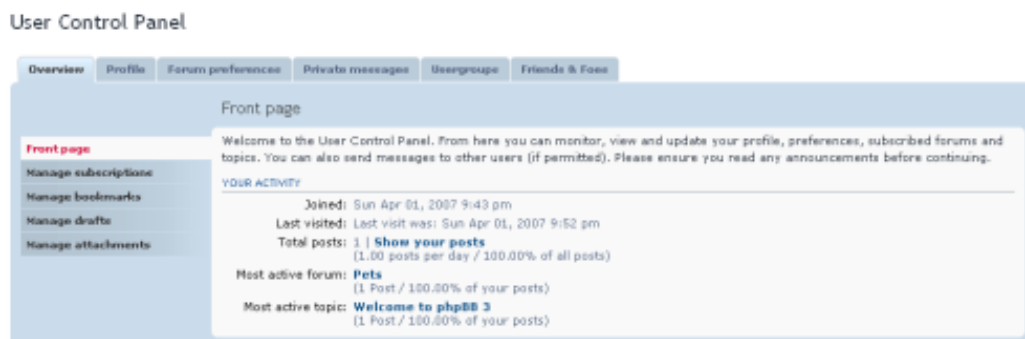 User Control Panel
Overview Profile Forum preferences Private messages Usergroups Friends & Foes
Front page
Welcome to the User Control Panel. From here you can monitor, view and update your profile, preferences, subscribed forums and
topics. You can also send messages to other users (if permitted). Please ensure you read any announcements before continuing.
Front page
Manage subscriptions
Manage bookmarks
Manage drafts
Manage attachments
YOUR ACTIVITY
Joined: Sun Apr 01, 2007 9:43 pm
Last visited: Last visit was: Sun Apr 01, 2007 9:52 pm
Total posts: 1 | Show your posts
(1.00 posts per day / 100.00% of all posts)
Most active forum: Pets
(1 Post / 100.00% of your posts)
Most active topic: Welcome to phpBB 3
(1 Post / 100.00% of your posts)